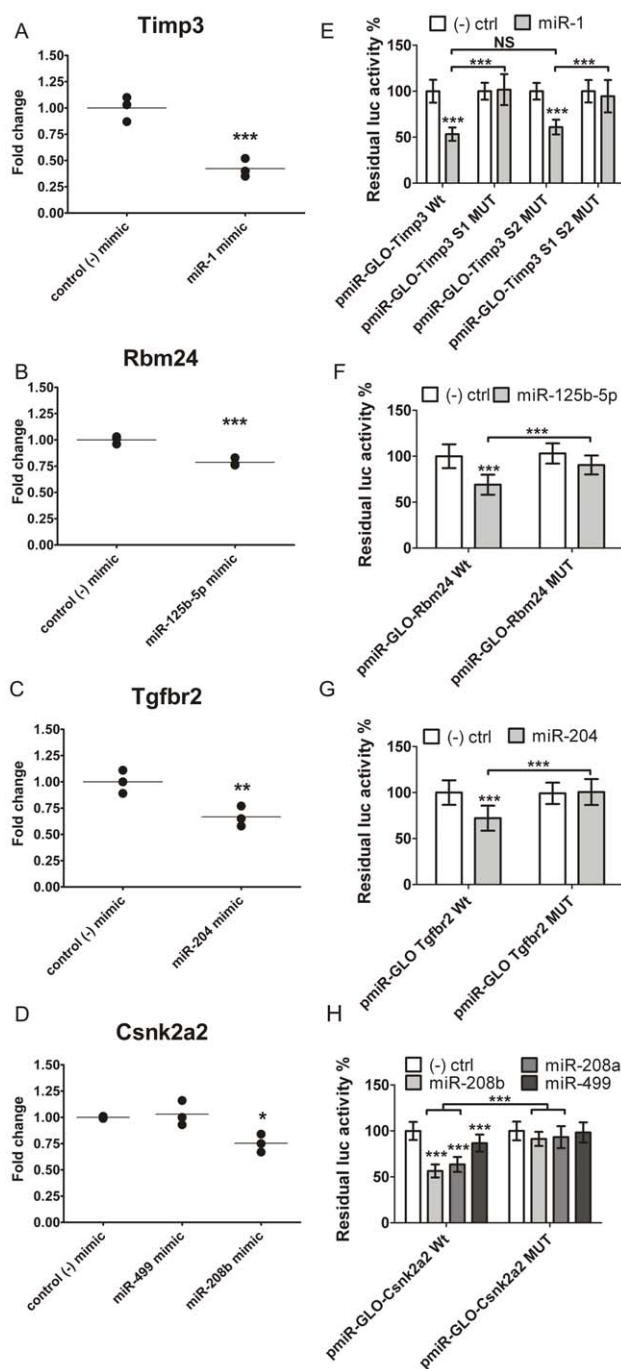 A
Timp3
Fold change
1.50
1.25
1.00
0.75
0.50
0.25
0.00
***
control (-) mimic
miR-1 mimic
E
(-) ctrl
miR-1
Residual luc activity %
150
100
50
0
NS
***
***
***
***
pmiR-GLO-Timp3 Wt
pmiR-GLO-Timp3 S1 MUT
pmiR-GLO-Timp3 S2 MUT
pmiR-GLO-Timp3 S1 S2 MUT
B
Rbm24
Fold change
1.50
1.25
1.00
0.75
0.50
0.25
0.00
***
control (-) mimic
miR-125b-5p mimic
F
(-) ctrl
miR-125b-5p
Residual luc activity %
150
100
50
0
***
***
pmiR-GLO-Rbm24 Wt
pmiR-GLO-Rbm24 MUT
C
Tgfbr2
Fold change
1.50
1.25
1.00
0.75
0.50
0.25
0.00
**
control (-) mimic
miR-204 mimic
G
(-) ctrl
miR-204
Residual luc activity %
150
100
50
0
***
***
pmiR-GLO Tgfbr2 Wt
pmiR-GLO Tgfbr2 MUT
D
Csnk2a2
Fold change
1.50
1.25
1.00
0.75
0.50
0.25
0.00
*
control (-) mimic
miR-499 mimic
miR-208b mimic
H
(-) ctrl
miR-208a
miR-208b
miR-499
Residual luc activity %
150
100
50
0
***
***
***
***
pmiR-GLO-Csnk2a2 Wt
pmiR-GLO-Csnk2a2 MUT